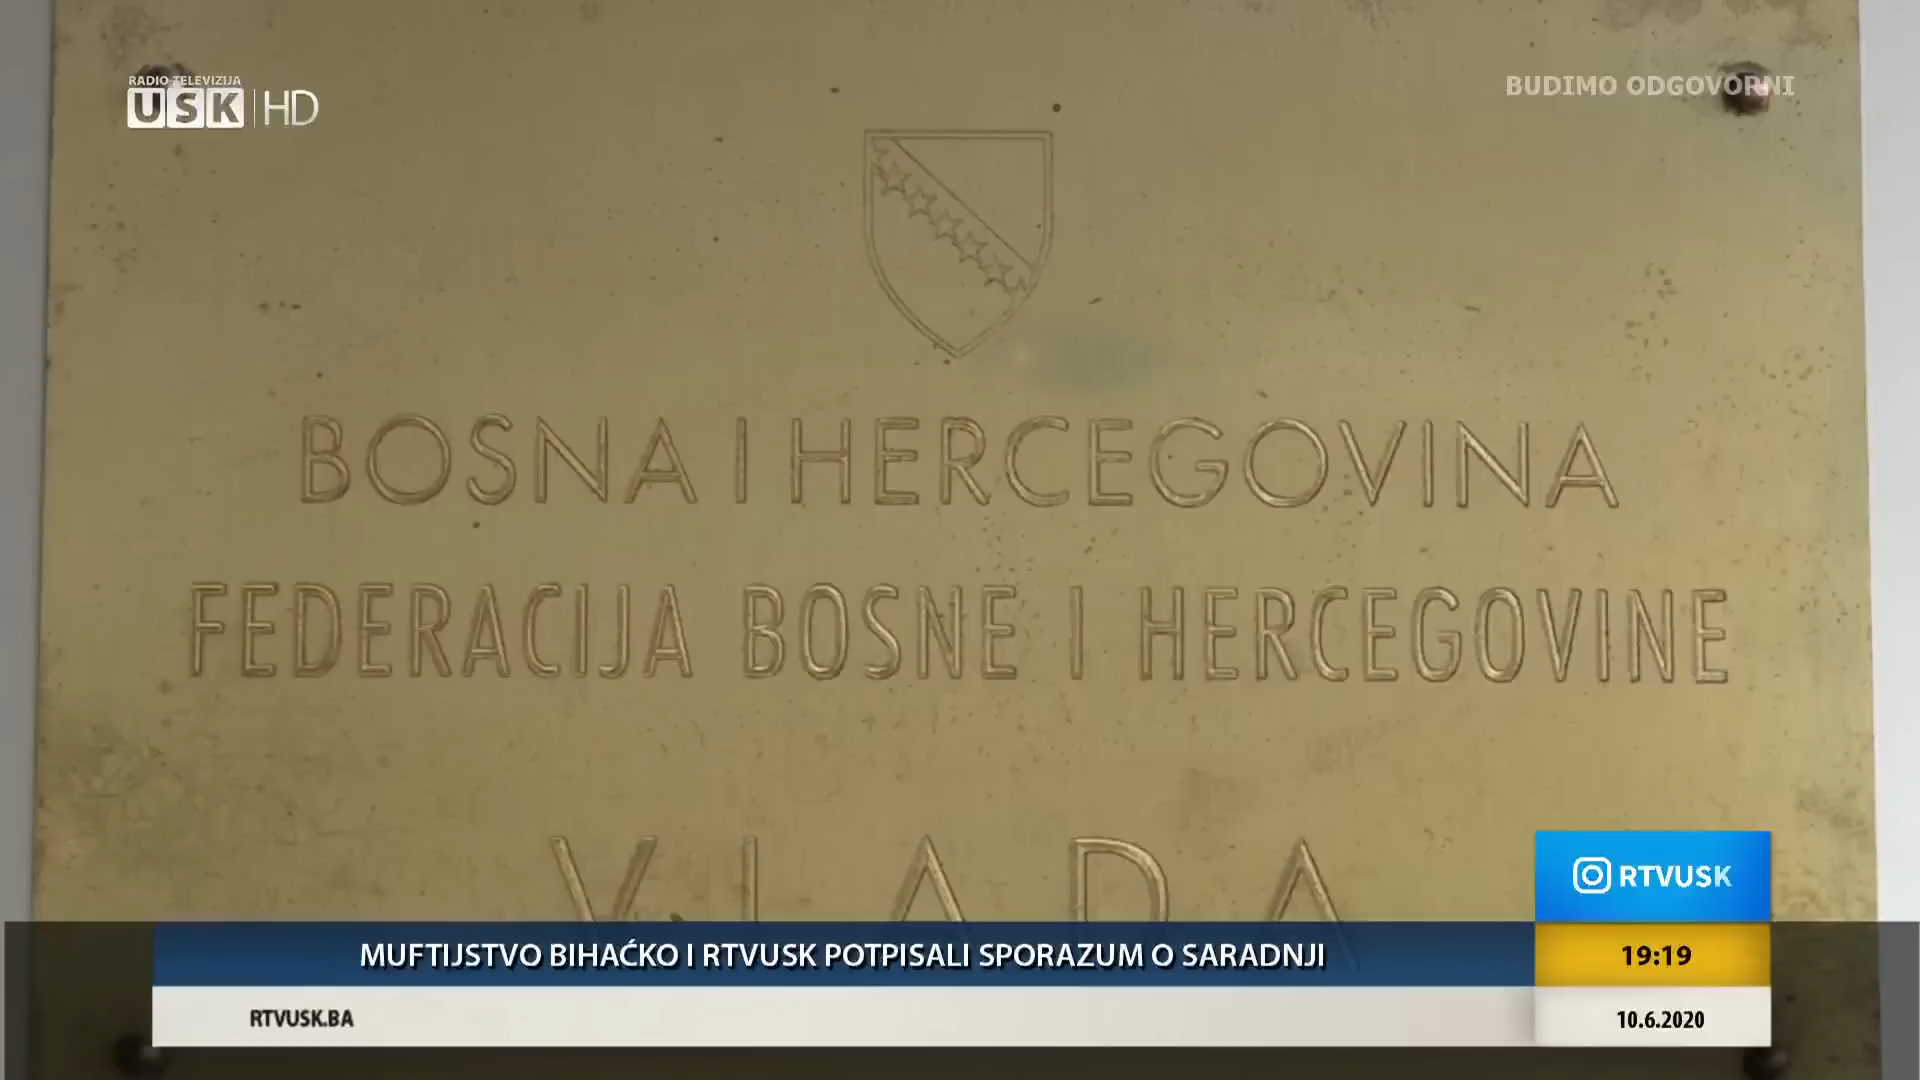 RADIO TELEVIZIJA
USK HD
BUDIMO ODGOVORNI
BOSNA I HERCEGOVINA
FEDERACIJA BOSNE I HERCEGOVINE
VLADA
RTVUSK
MUFTIJSTVO BIHAĆKO I RTVUSK POTPISALI SPORAZUM O SARADNJI
19:19
RTVUSK.BA
10.6.2020